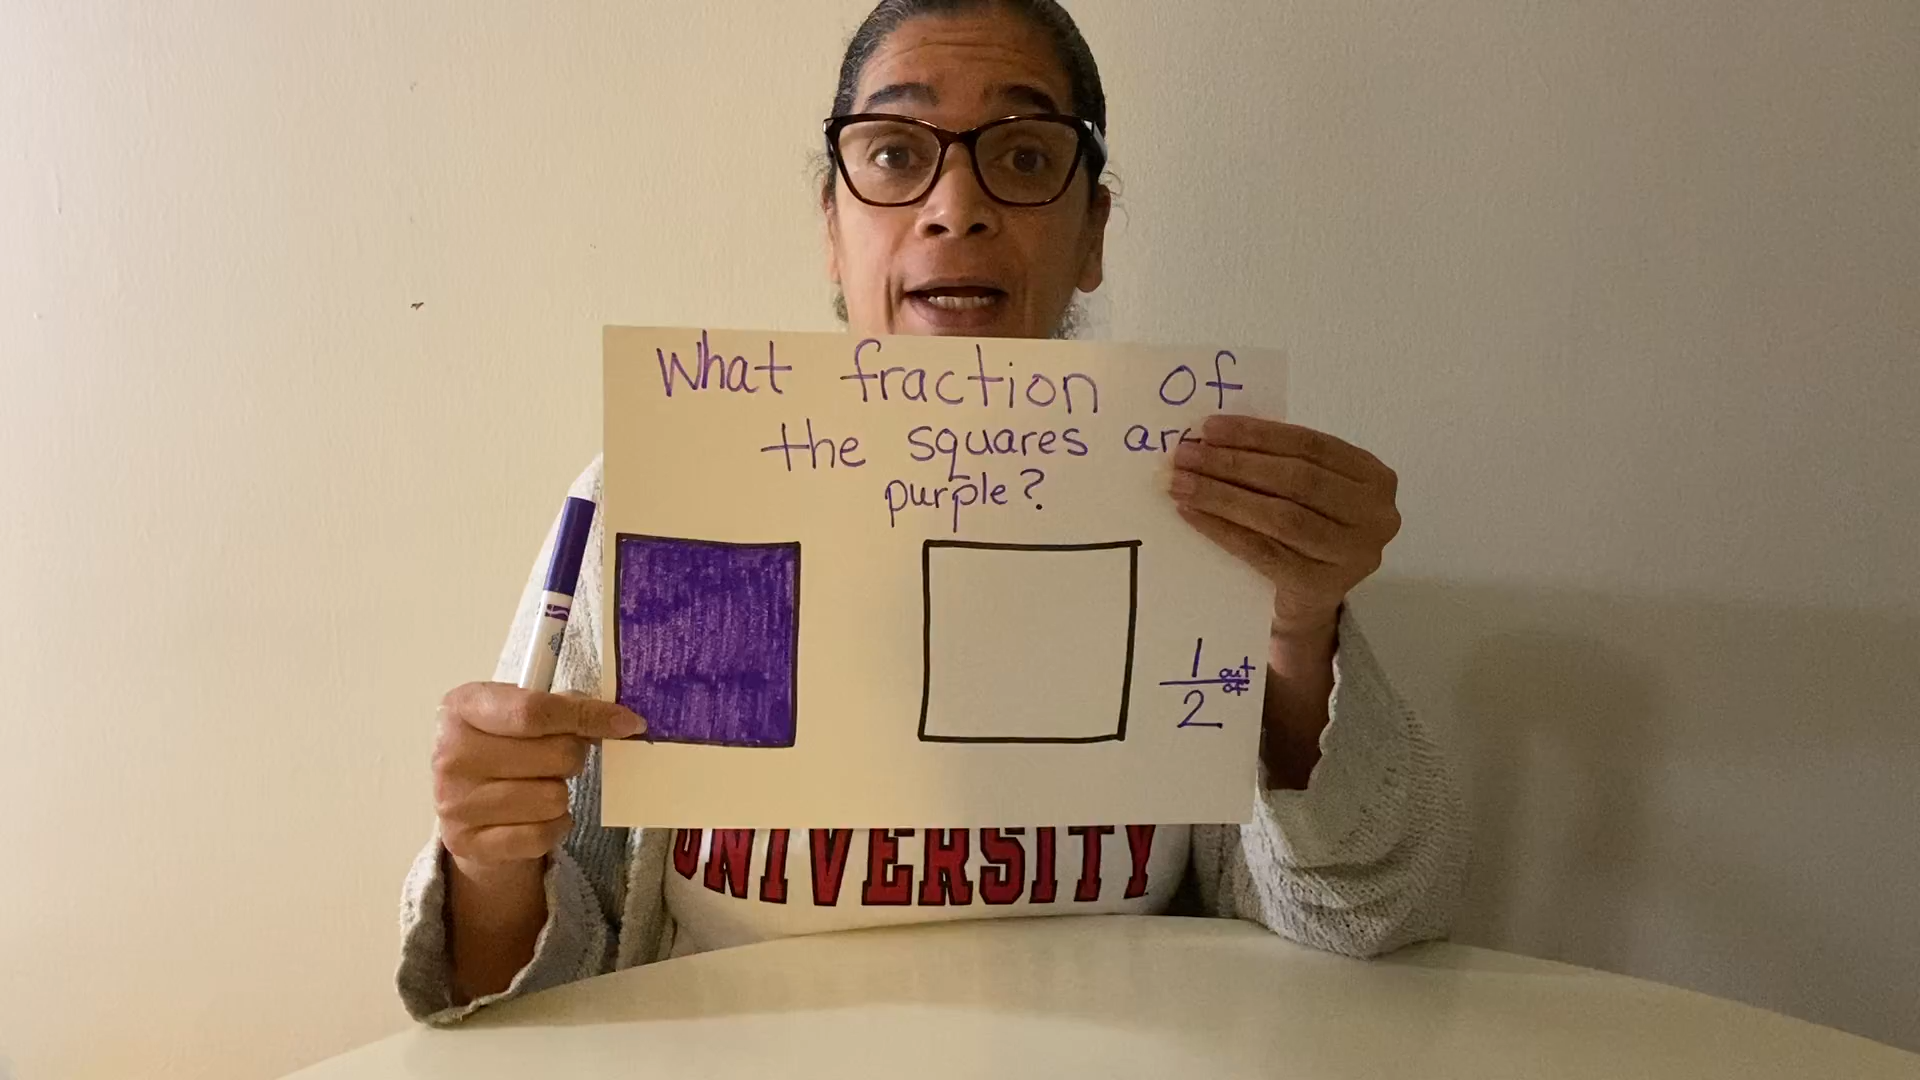 What fraction of
the squares are
purple?
1 out
of
2
UNIVERSITY